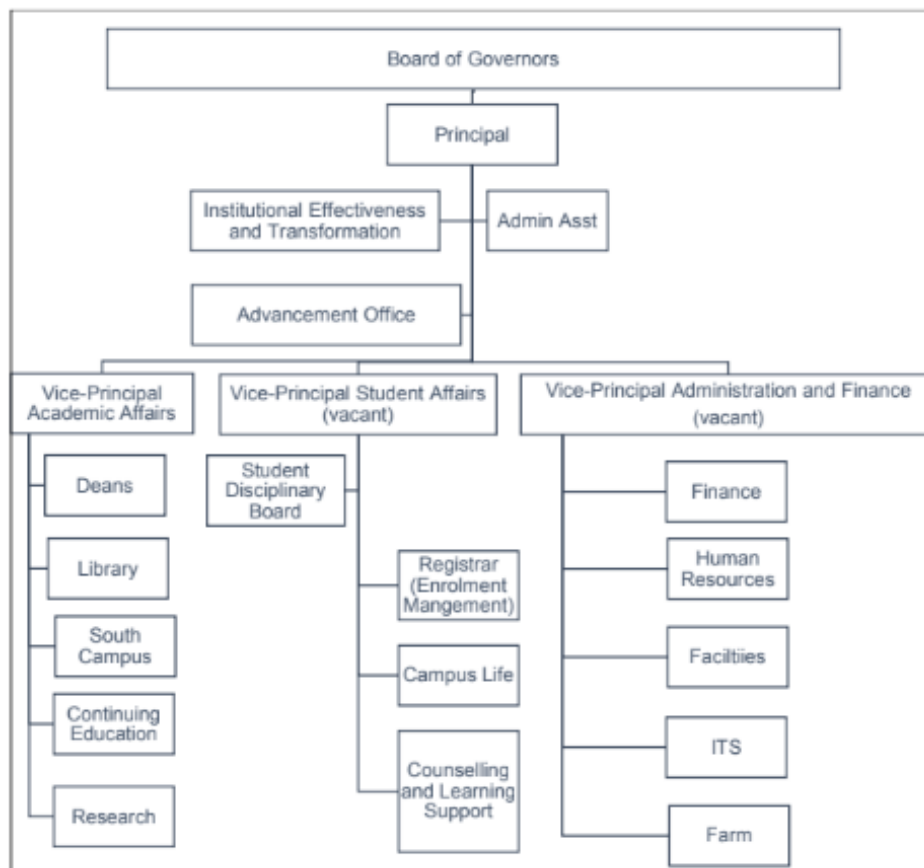 Board of Governors
Principal
Institutional Effectiveness
and Transformation
Admin Asst
Advancement Office
Vice-Principal
Academic Affairs
Vice-Principal Student Affairs
(vacant)
Vice-Principal Administration and Finance
(vacant)
Deans
Library
South
Campus
Continuing
Education
Research
Student
Disciplinary
Board
Registrar
(Enrolment
Mangement)
Campus Life
Counselling
and Learning
Support
Finance
Human
Resources
Faciltiies
ITS
Farm